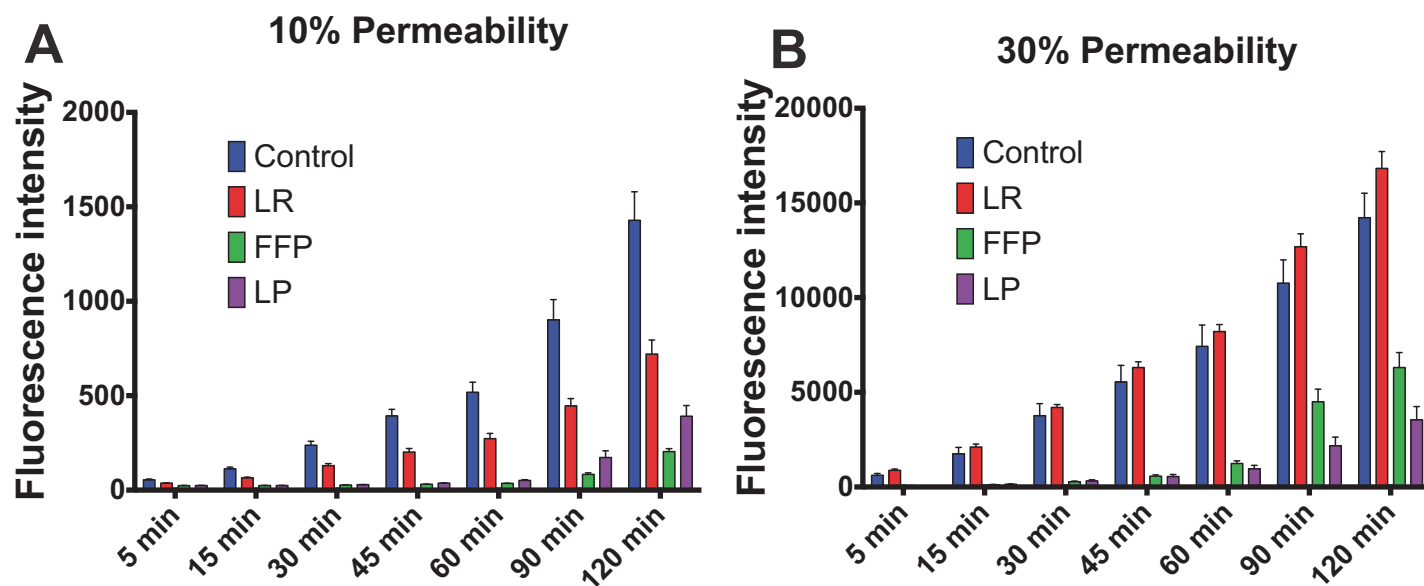 A
10% Permeability
Fluorescence intensity
2000
1500
1000
500
0
Control
LR
FFP
LP
5 min
15 min
30 min
45 min
60 min
90 min
120 min
B
30% Permeability
Fluorescence intensity
20000
15000
10000
5000
0
Control
LR
FFP
LP
5 min
15 min
30 min
45 min
60 min
90 min
120 min